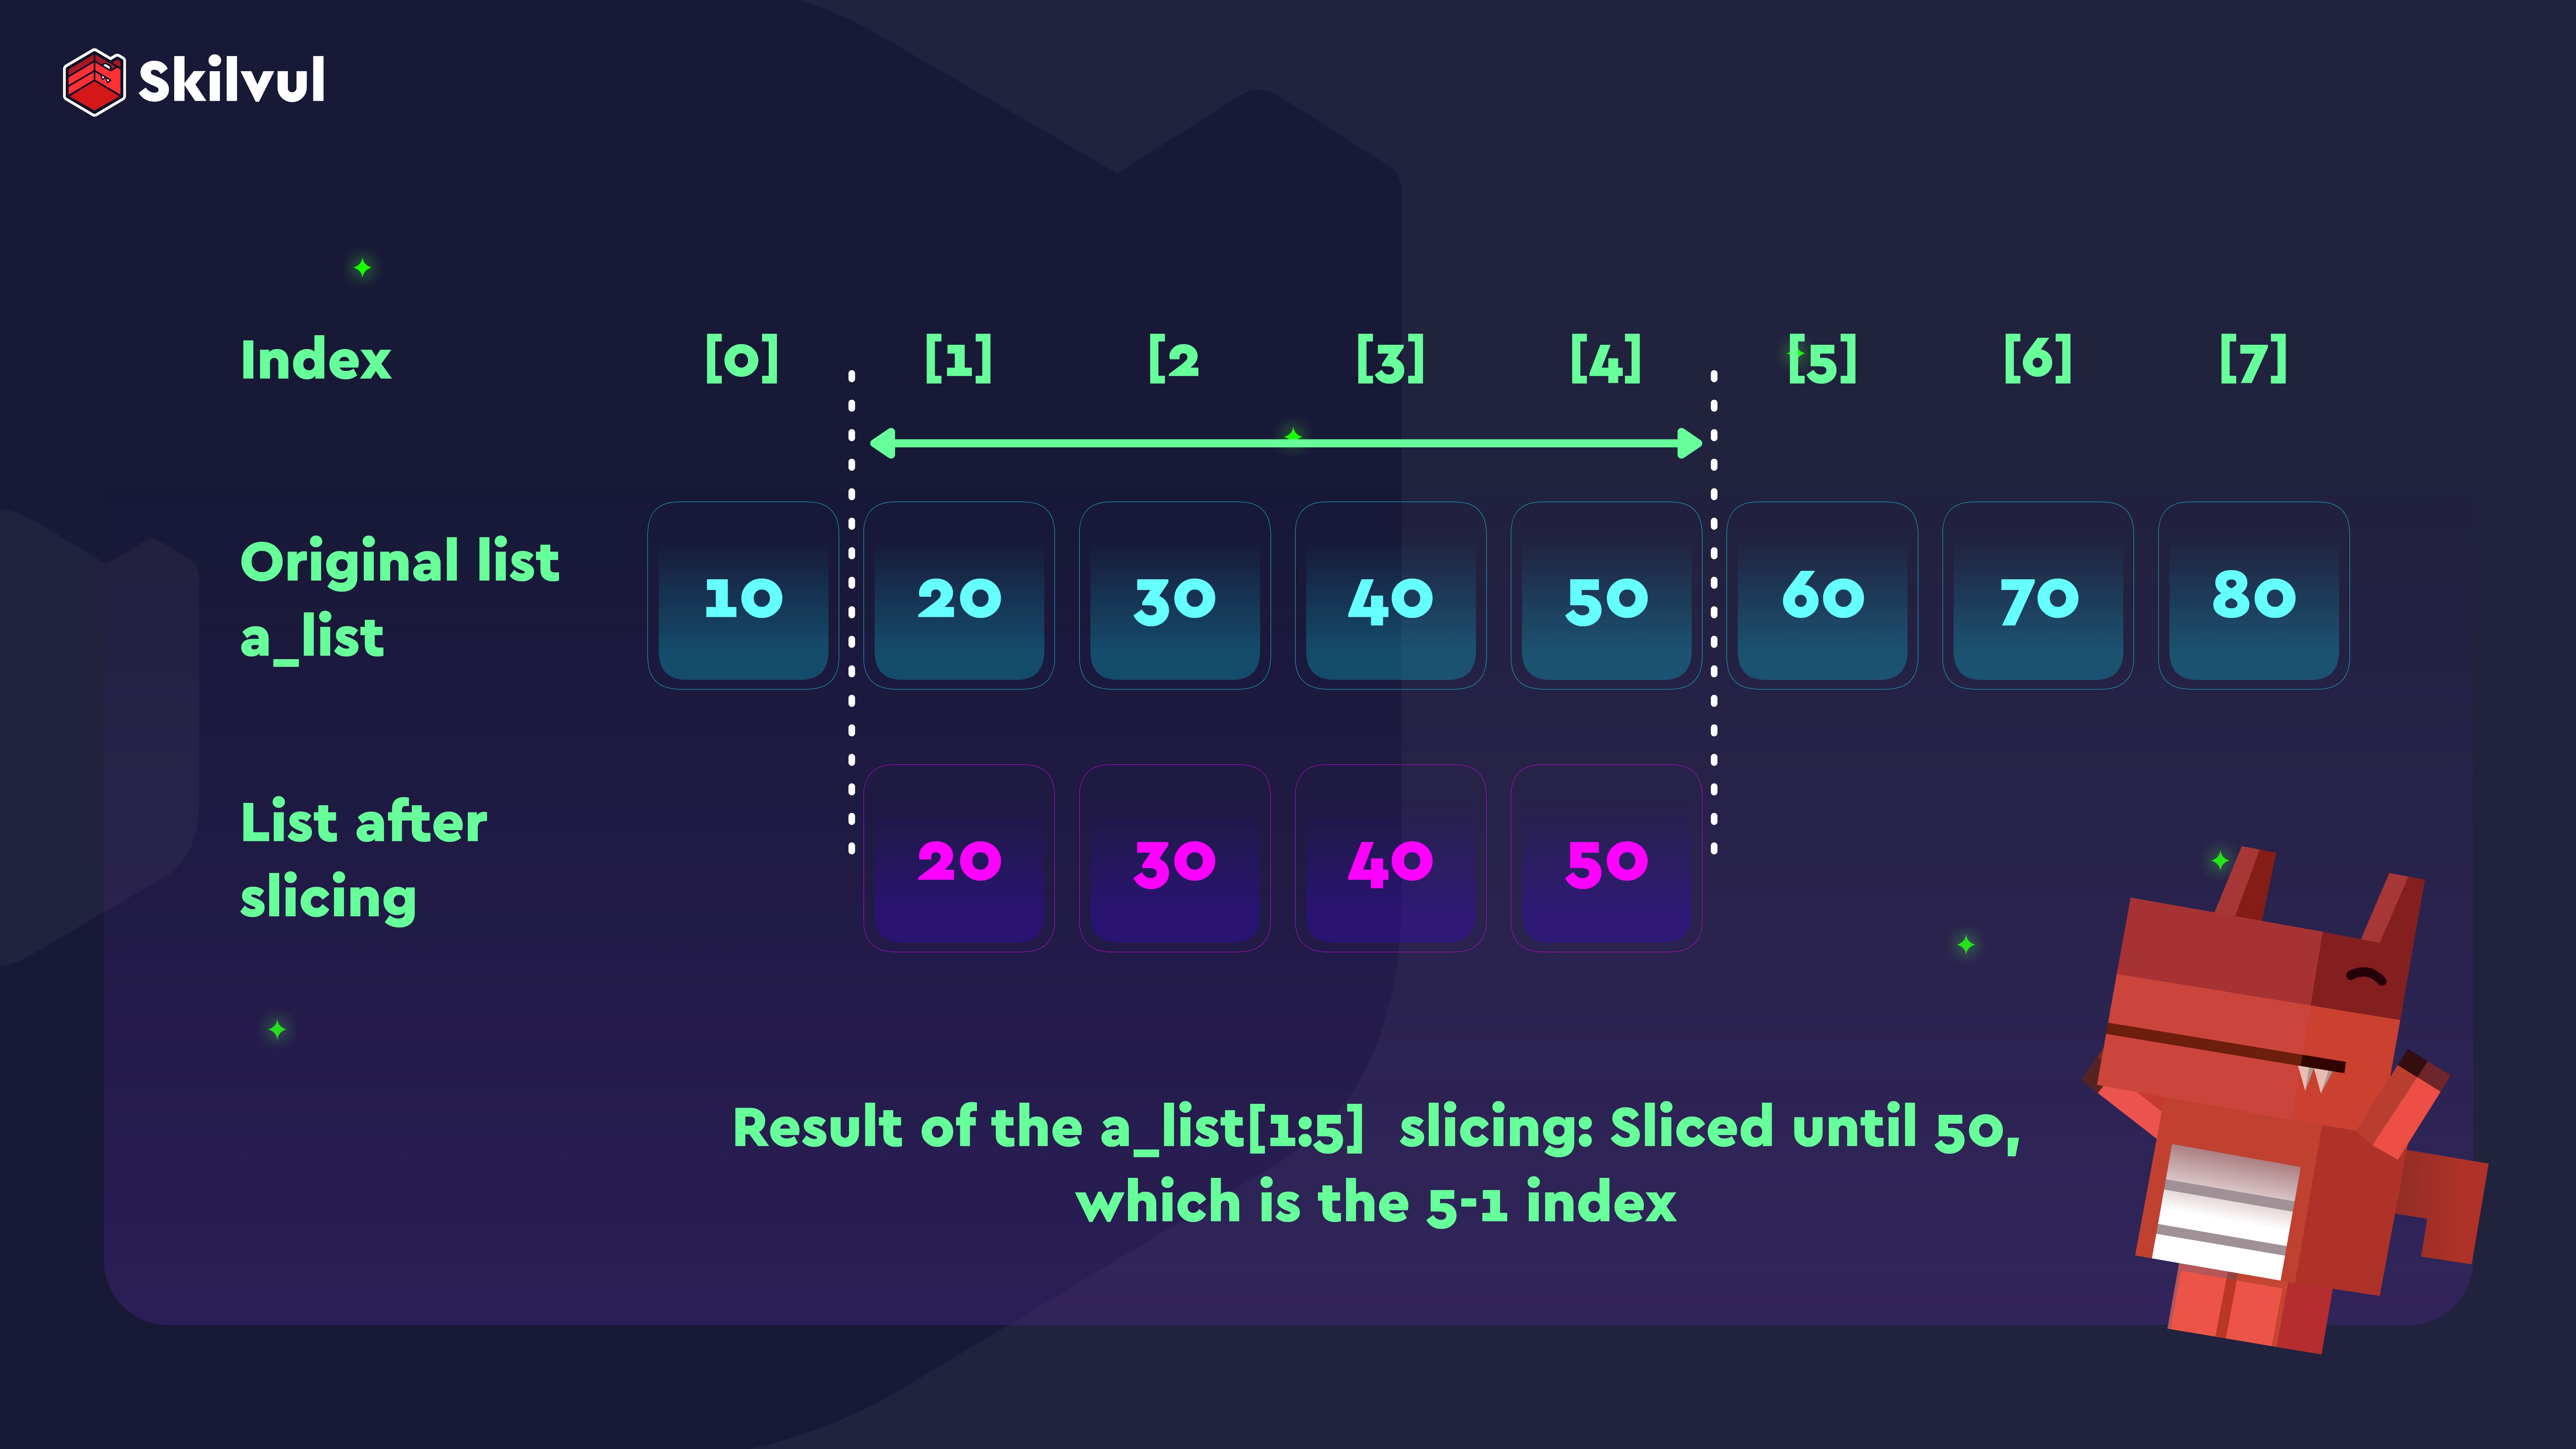 Skilvul
Index [0] [1] [2 [3] [4] [5] [6] [7]
Original list
a_list
10 20 30 40 50 60 70 80
List after
slicing
20 30 40 50
Result of the a_list[1:5] slicing: Sliced until 50,
which is the 5-1 index